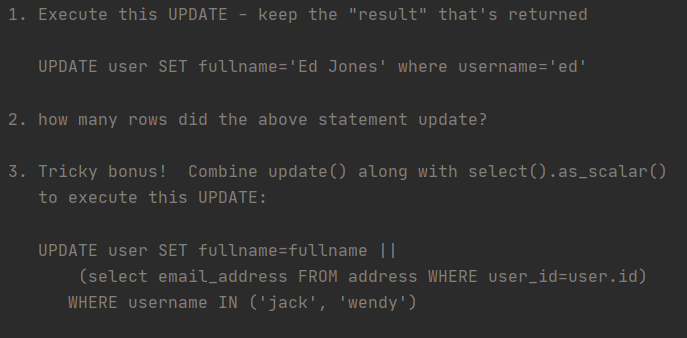 1. Execute this UPDATE - keep the "result" that's returned
UPDATE user SET fullname='Ed Jones' where username='ed'
2. how many rows did the above statement update?
3. Tricky bonus!  Combine update() along with select().as_scalar()
to execute this UPDATE:
UPDATE user SET fullname=fullname ||
(select email_address FROM address WHERE user_id=user.id)
WHERE username IN ('jack', 'wendy')